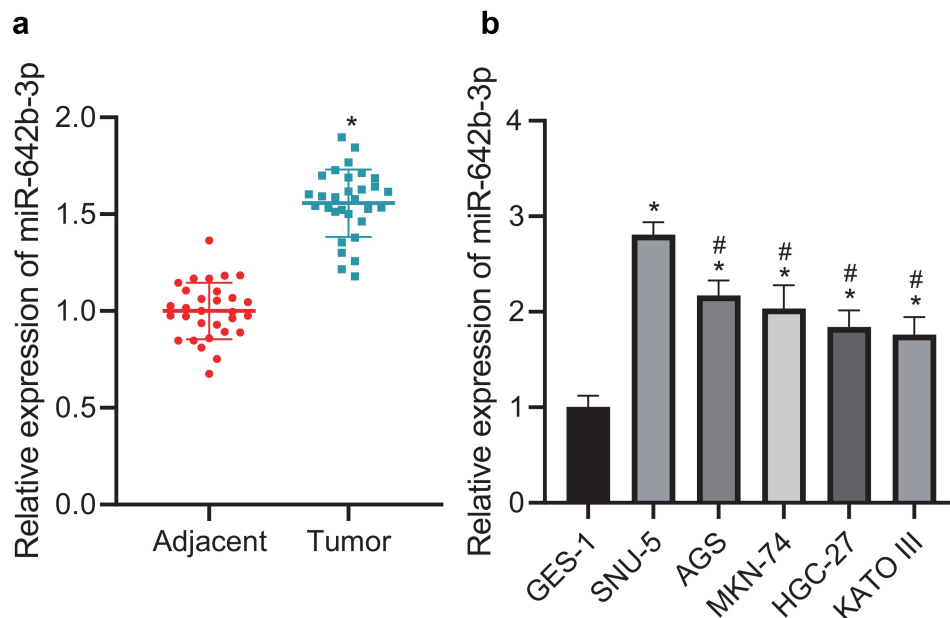 a
Relative expression of miR-642b-3p
2.0
1.5
1.0
0.5
0.0
*
Adjacent
Tumor
b
Relative expression of miR-642b-3p
4
3
2
1
0
*
#
*
#
*
#
*
#
*
GES-1
SNU-5
AGS
MKN-74
HGC-27
KATO III